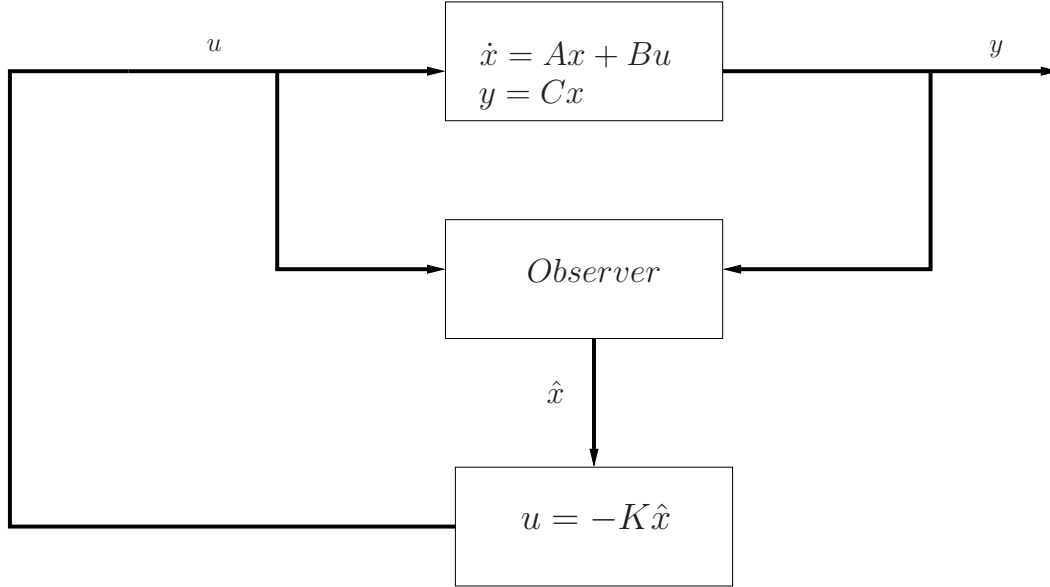 u
y
ẋ = Ax + Bu
y = Cx
Observer
x̂
u = −Kx̂